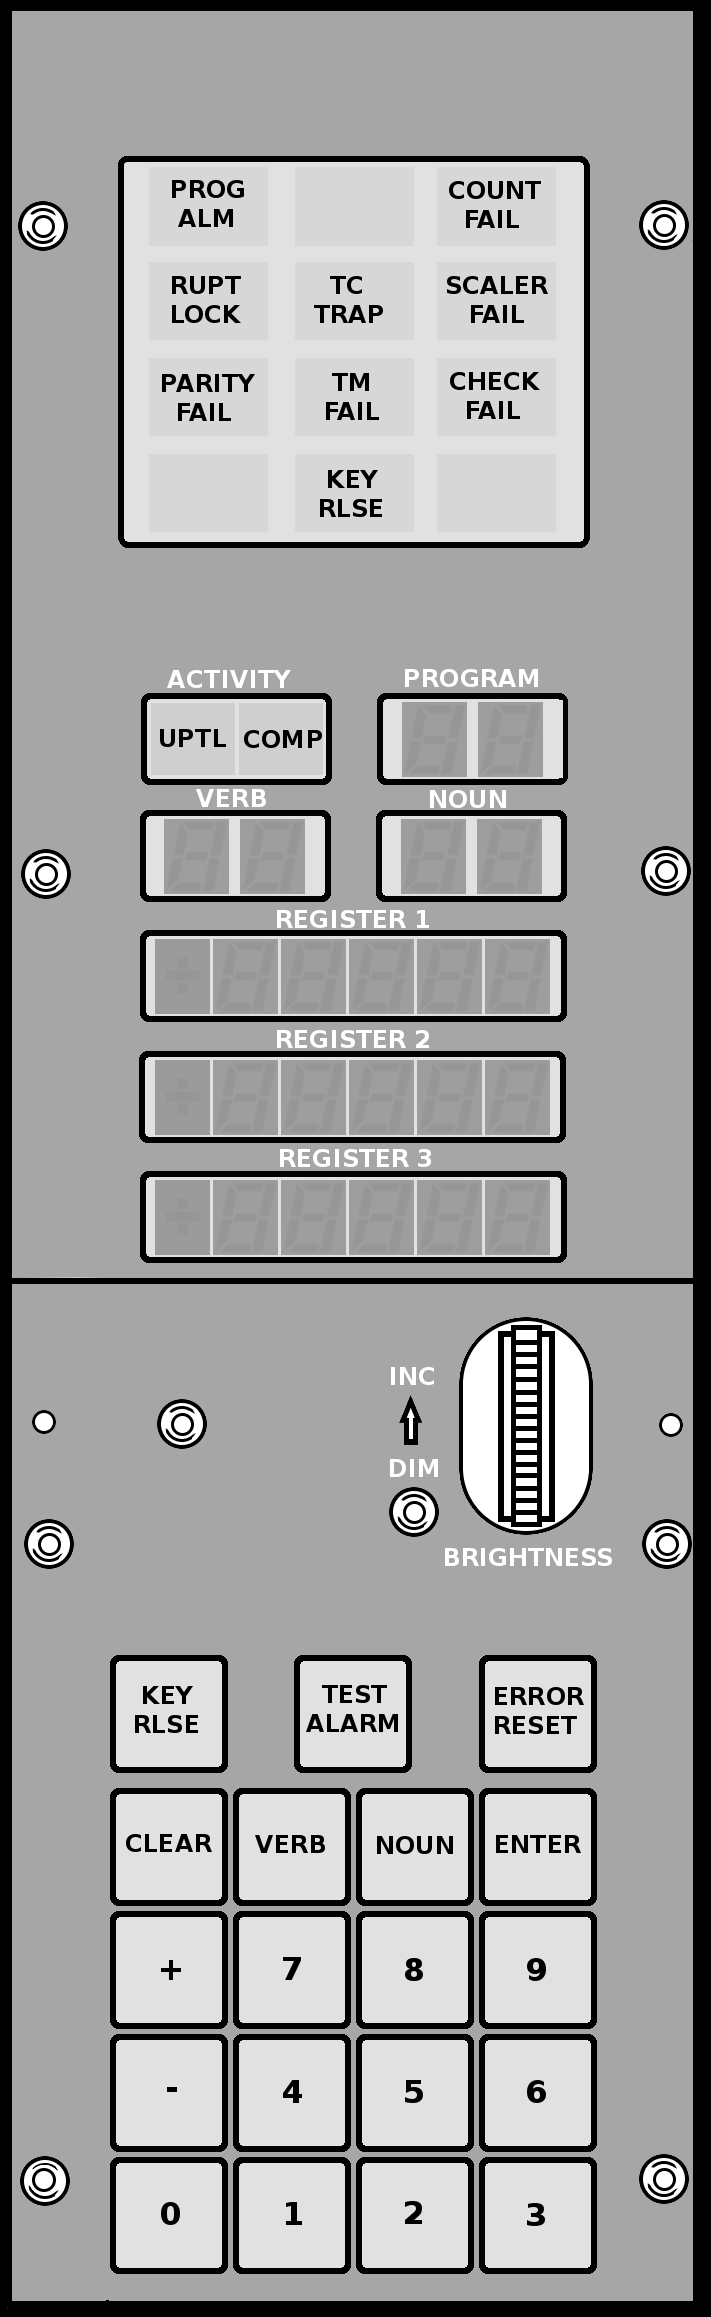 PROG ALM
COUNT FAIL
RUPT LOCK
TC TRAP
SCALER FAIL
PARITY FAIL
TM FAIL
CHECK FAIL
KEY RLSE
ACTIVITY
PROGRAM
UPTL
COMP
VERB
NOUN
REGISTER 1
REGISTER 2
REGISTER 3
INC
DIM
BRIGHTNESS
KEY RLSE
TEST ALARM
ERROR RESET
CLEAR
VERB
NOUN
ENTER
+
7
8
9
-
4
5
6
0
1
2
3